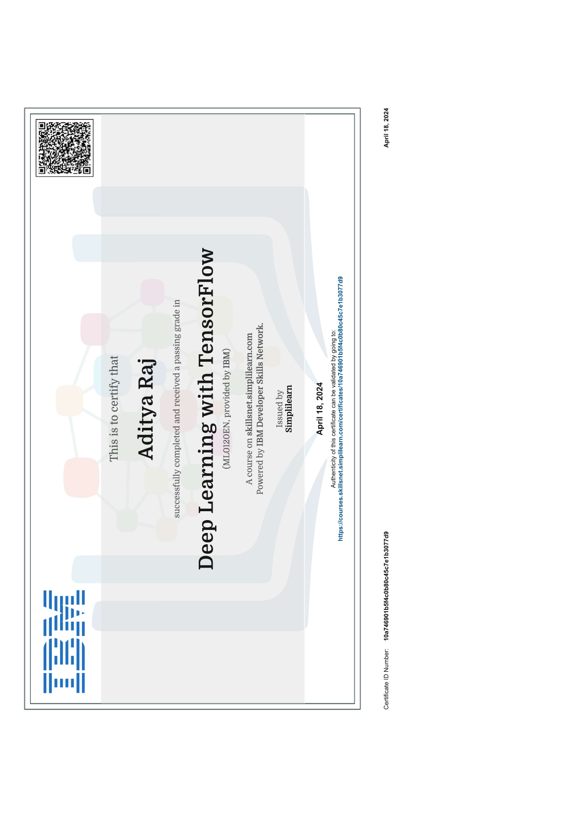 IBM
This is to certify that
Aditya Raj
successfully completed and received a passing grade in
Deep Learning with TensorFlow
(ML0120EN, provided by IBM)
A course on skillsnet.simplilearn.com
Powered by IBM Developer Skills Network.
Issued by
Simplilearn
April 18, 2024
Authenticity of this certificate can be validated by going to:
https://courses.skillsnet.simplilearn.com/certificates/10a746901b5f4c0b80c45c7e1b3077d9
Certificate ID Number: 10a746901b5f4c0b80c45c7e1b3077d9
April 18, 2024